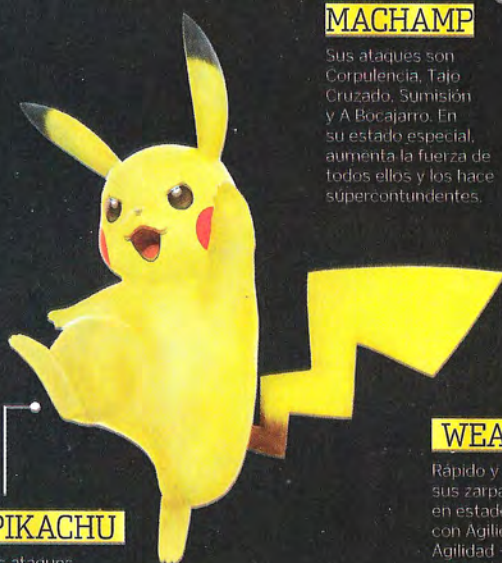 MACHAMP
Sus ataques son
Corpulencia, Tajo
Cruzado, Sumisión
y A Bocajarro. En
su estado especial,
aumenta la fuerza de
todos ellos y los hace
súpercontundentes.
WEA
Rápido y
sus zarpa
en estado
con Agilid
Agilidad
PIKACHU
ataques